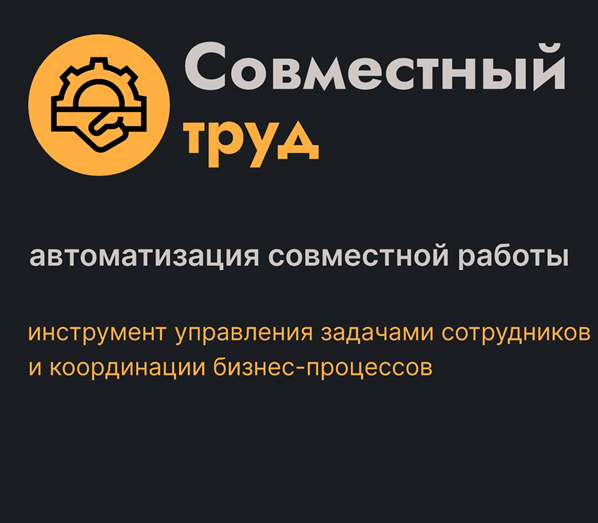 Совместный
труд
автоматизация совместной работы
инструмент управления задачами сотрудников
и координации бизнес-процессов